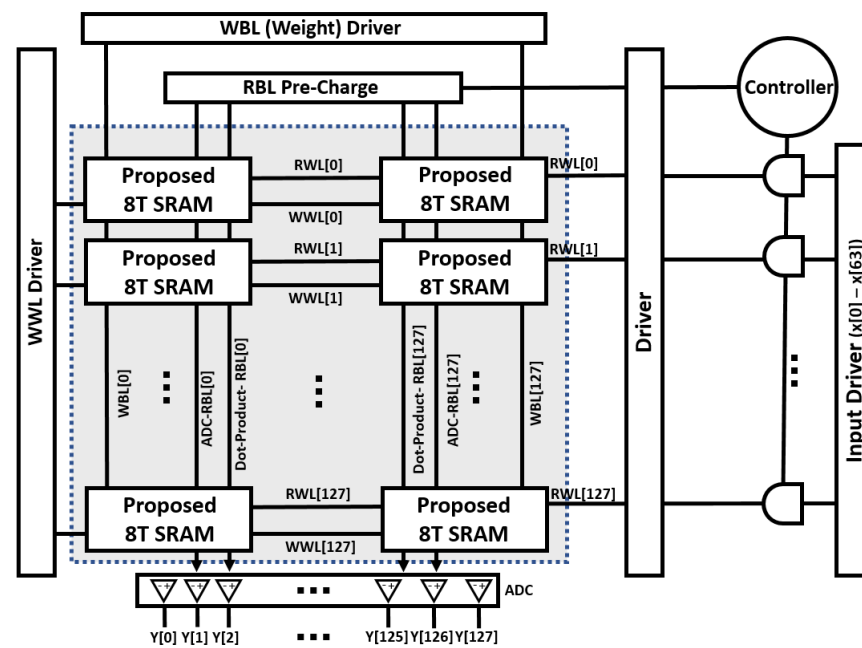 WBL (Weight) Driver
RBL Pre-Charge
Controller
WWL Driver
Proposed
8T SRAM
RWL[0]
WWL[0]
Proposed
8T SRAM
RWL[0]
Proposed
8T SRAM
RWL[1]
WWL[1]
Proposed
8T SRAM
RWL[1]
Driver
Input Driver (x[0] – x[63])
WBL[0]
ADC-RBL[0]
Dot-Product- RBL[0]
Dot-Product- RBL[127]
ADC-RBL[127]
WBL[127]
Proposed
8T SRAM
RWL[127]
WWL[127]
Proposed
8T SRAM
RWL[127]
-+ -+ -+ -+ -+ -+
ADC
Y[0] Y[1] Y[2] Y[125] Y[126] Y[127]